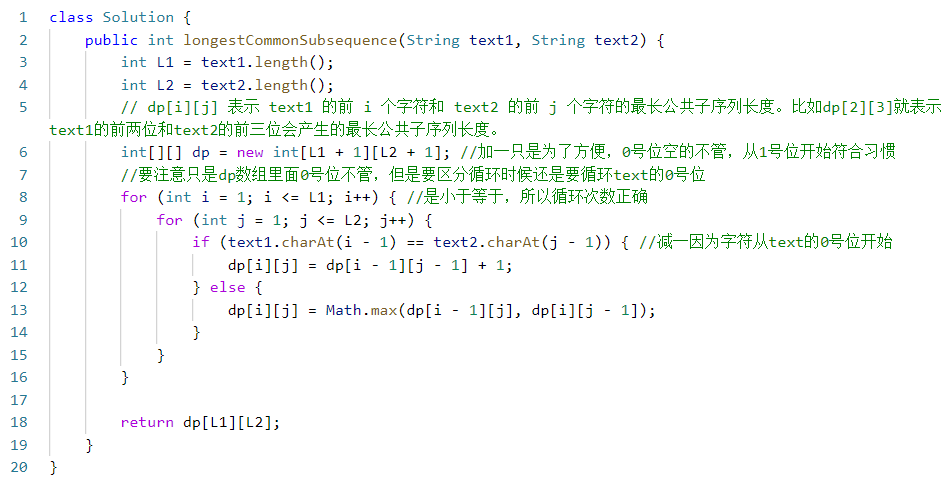 1 class Solution {
2 public int longestCommonSubsequence(String text1, String text2) {
3 int L1 = text1.length();
4 int L2 = text2.length();
5 // dp[i][j] 表示 text1 的前 i 个字符和 text2 的前 j 个字符的最长公共子序列长度。比如dp[2][3]就表示
text1的前两位和text2的前三位会产生的最长公共子序列长度。
6 int[][] dp = new int[L1 + 1][L2 + 1]; //加一只是为了方便，0号位空的不管，从1号位开始符合习惯
7 //要注意只是dp数组里面0号位不管，但是要区分循环时候还是要循环text的0号位
8 for (int i = 1; i <= L1; i++) { //是小于等于，所以循环次数正确
9 for (int j = 1; j <= L2; j++) {
10 if (text1.charAt(i - 1) == text2.charAt(j - 1)) { //减一因为字符从text的0号位开始
11 dp[i][j] = dp[i - 1][j - 1] + 1;
12 } else {
13 dp[i][j] = Math.max(dp[i - 1][j], dp[i][j - 1]);
14 }
15 }
16 }
17
18 return dp[L1][L2];
19 }
20 }